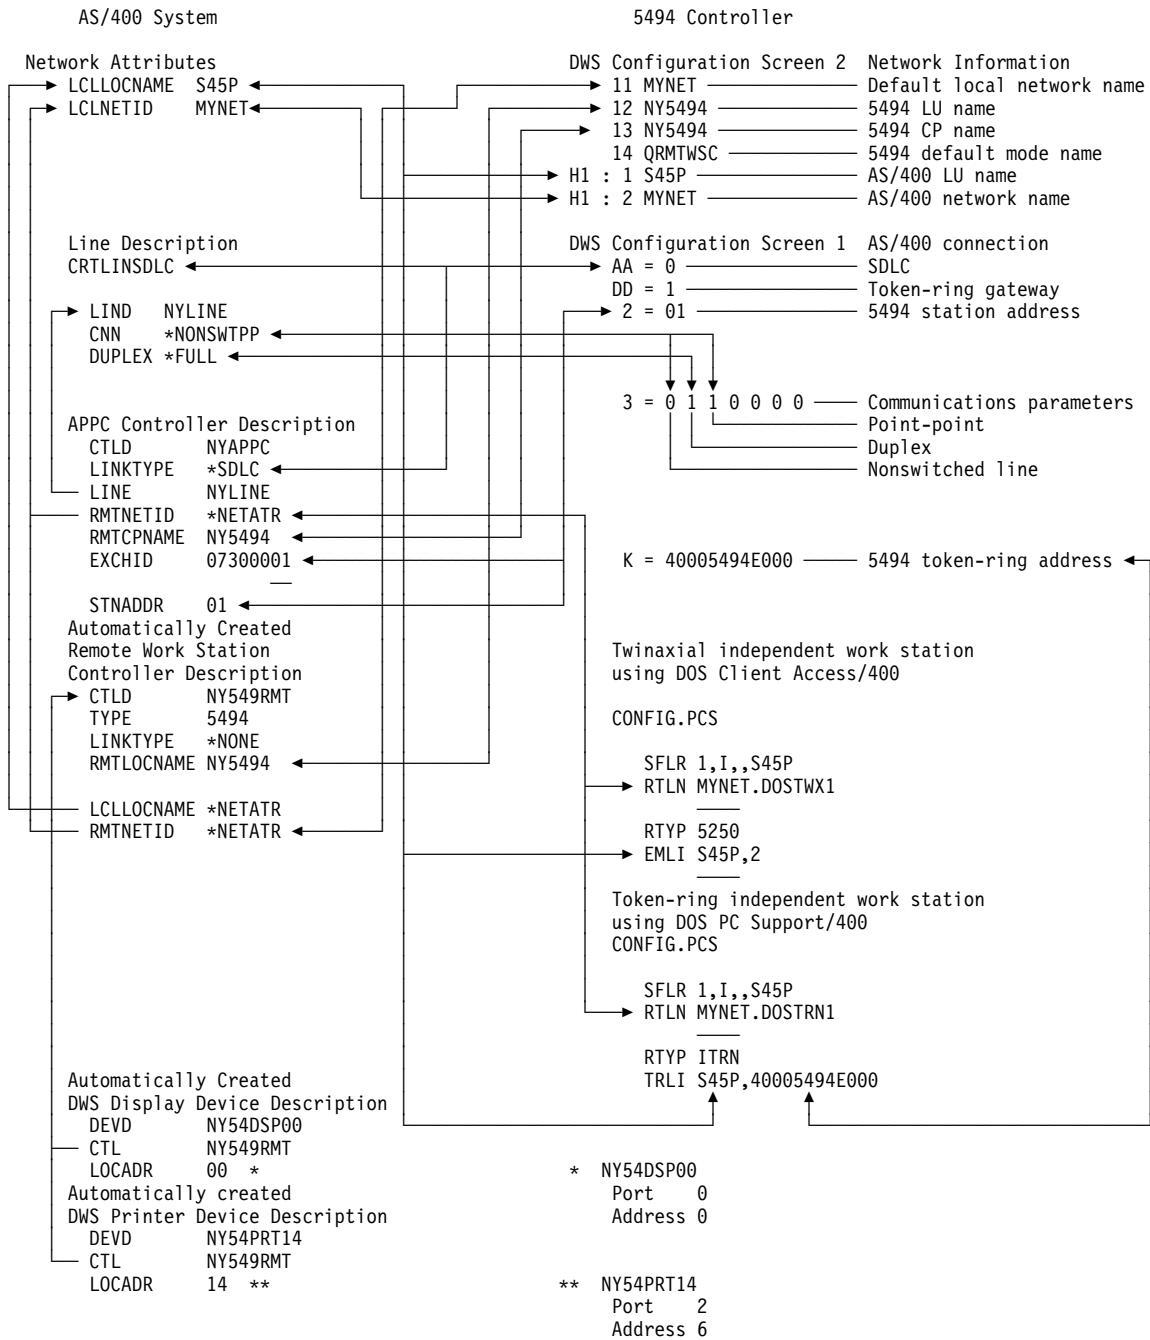 AS/400 System 5494 Controller
Network Attributes DWS Configuration Screen 2 Network Information
LCLLOCNAME S45P 11 MYNET Default local network name
LCLNETID MYNET 12 NY5494 5494 LU name
13 NY5494 5494 CP name
14 QRMTWSC 5494 default mode name
H1 : 1 S45P AS/400 LU name
H1 : 2 MYNET AS/400 network name
Line Description DWS Configuration Screen 1 AS/400 connection
CRTLINSDLC AA = 0 SDLC
DD = 1 Token-ring gateway
LIND NYLINE 2 = 01 5494 station address
CNN *NONSWTPP
DUPLEX *FULL
3 = 0 1 1 0 0 0 0 Communications parameters
APPC Controller Description Point-point
CTLD NYAPPC Duplex
LINKTYPE *SDLC Nonswitched line
LINE NYLINE
RMTNETID *NETATR
RMTCPNAME NY5494
EXCHID 07300001 K = 40005494E000 5494 token-ring address
STNADDR 01
Automatically Created
Remote Work Station Twinaxial independent work station
Controller Description using DOS Client Access/400
CTLD NY549RMT
TYPE 5494 CONFIG.PCS
LINKTYPE *NONE
RMTLOCNAME NY5494 SFLR 1,I,,S45P
RTLN MYNET.DOSTWX1
LCLLOCNAME *NETATR
RMTNETID *NETATR RTYP 5250
EMLI S45P,2
Token-ring independent work station
using DOS PC Support/400
CONFIG.PCS
SFLR 1,I,,S45P
RTLN MYNET.DOSTRN1
RTYP ITRN
Automatically Created TRLI S45P,40005494E000
DWS Display Device Description
DEVD NY54DSP00
CTL NY549RMT
LOCADR 00 * * NY54DSP00
Automatically created Port 0
DWS Printer Device Description Address 0
DEVD NY54PRT14
CTL NY549RMT
LOCADR 14 ** ** NY54PRT14
Port 2
Address 6